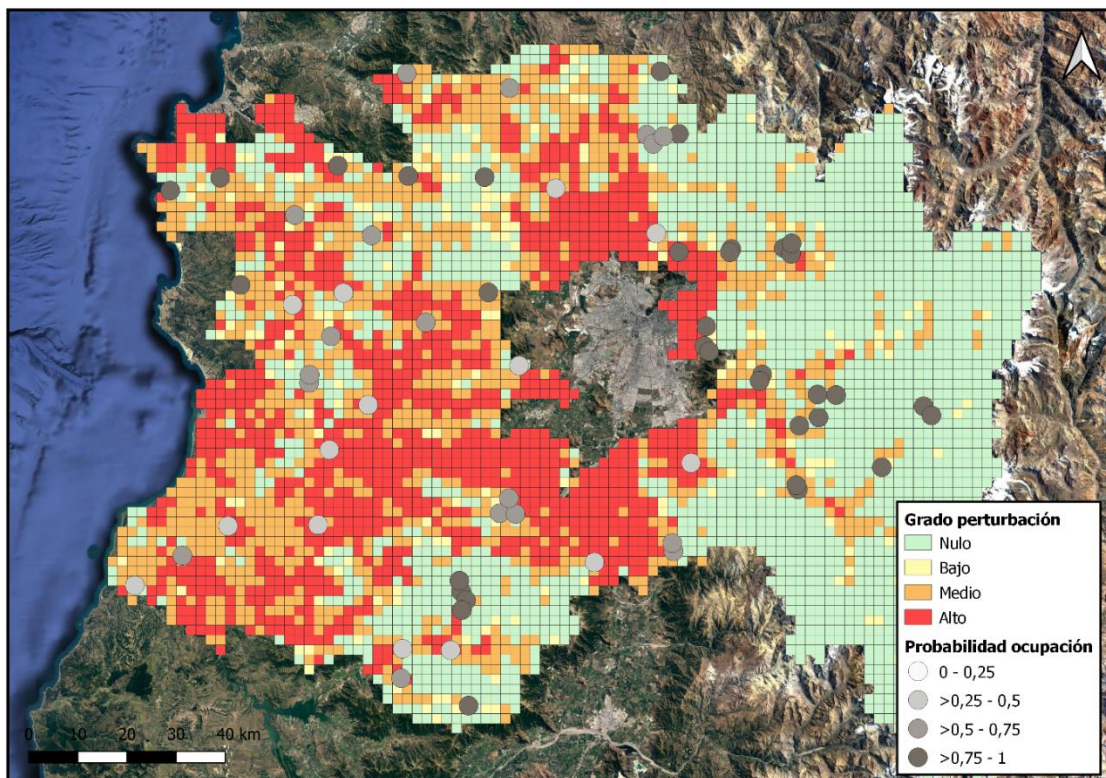 Grado perturbación
Nulo
Bajo
Medio
Alto
Probabilidad ocupación
0 - 0,25
>0,25 - 0,5
>0,5 - 0,75
>0,75 - 1
0 10 20 30 40 km